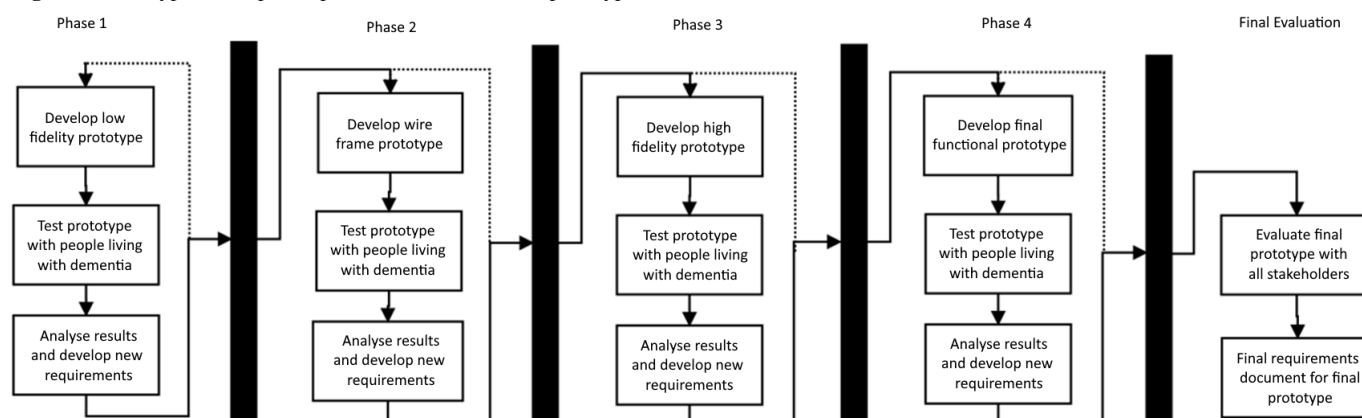 Phase 1
Develop low
fidelity prototype
Test prototype
with people living
with dementia
Analyse results
and develop new
requirements
Phase 2
Develop wire
frame prototype
Test prototype
with people living
with dementia
Analyse results
and develop new
requirements
Phase 3
Develop high
fidelity prototype
Test prototype
with people living
with dementia
Analyse results
and develop new
requirements
Phase 4
Develop final
functional prototype
Test prototype
with people living
with dementia
Analyse results
and develop new
requirements
Final Evaluation
Evaluate final
prototype with
all stakeholders
Final requirements
document for final
prototype